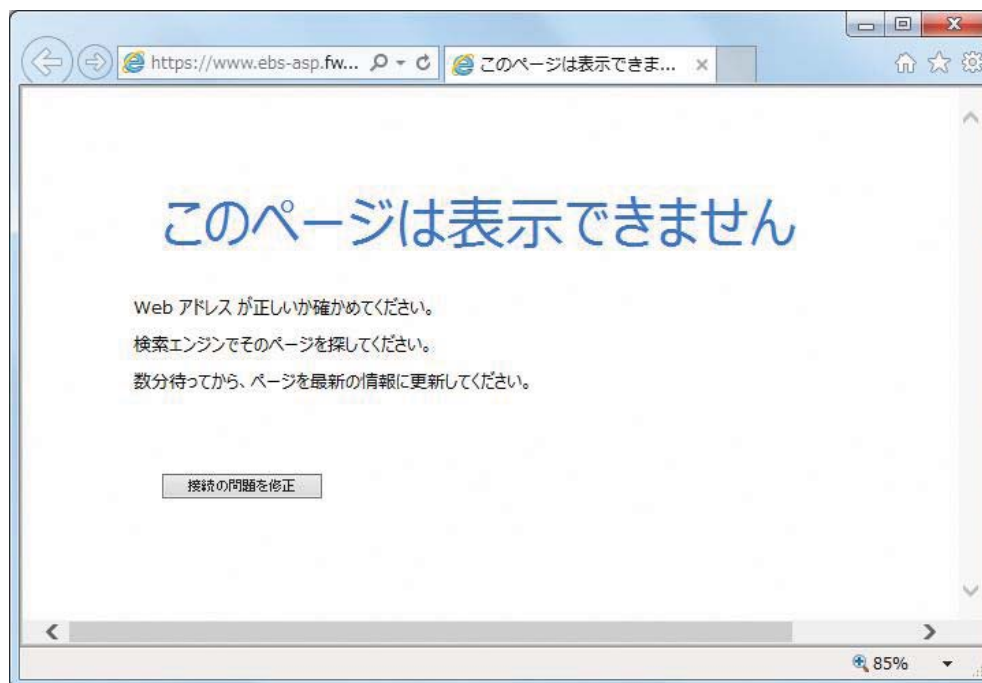 https://www.ebs-asp.fw...
このページは表示できま...
このページは表示できません
Web アドレス が正しいか確かめてください。
検索エンジンでそのページを探してください。
数分待ってから、ページを最新の情報に更新してください。
接続の問題を修正
85%